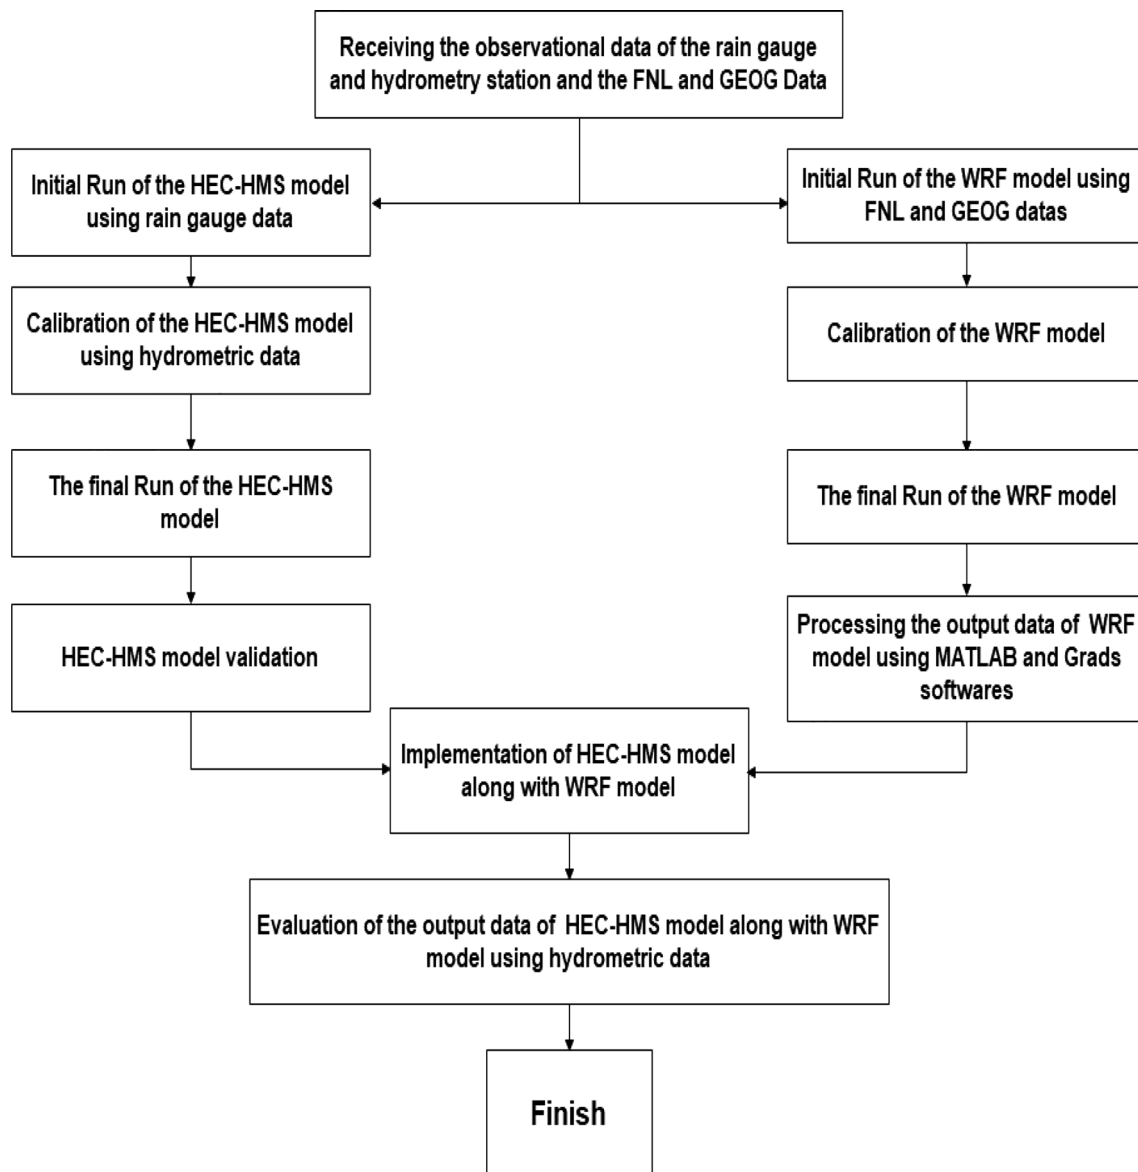 Receiving the observational data of the rain gauge
and hydrometry station and the FNL and GEOG Data
Initial Run of the HEC-HMS model
using rain gauge data
Initial Run of the WRF model using
FNL and GEOG datas
Calibration of the HEC-HMS model
using hydrometric data
Calibration of the WRF model
The final Run of the HEC-HMS
model
The final Run of the WRF model
HEC-HMS model validation
Processing the output data of WRF
model using MATLAB and Grads
softwares
Implementation of HEC-HMS model
along with WRF model
Evaluation of the output data of HEC-HMS model along with WRF
model using hydrometric data
Finish